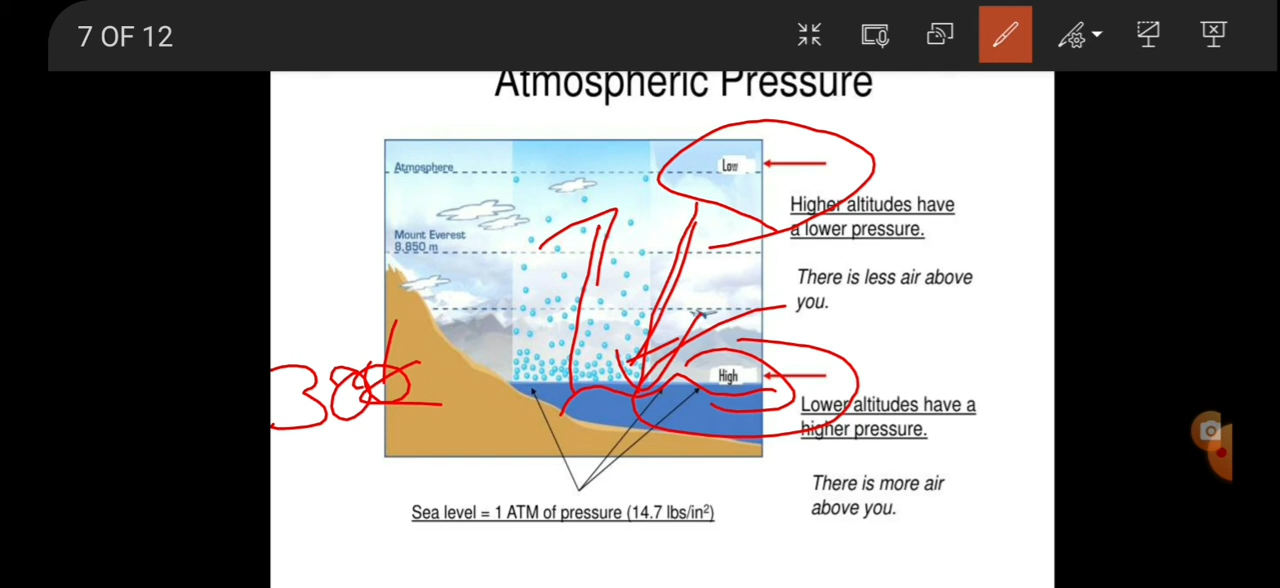 7 OF 12
Atmospheric Pressure
Atmosphere
Low
Higher altitudes have
a lower pressure.
Mount Everest
8,850 m
There is less air above
you.
High
Lower altitudes have a
higher pressure.
There is more air
above you.
Sea level = 1 ATM of pressure (14.7 lbs/in²)